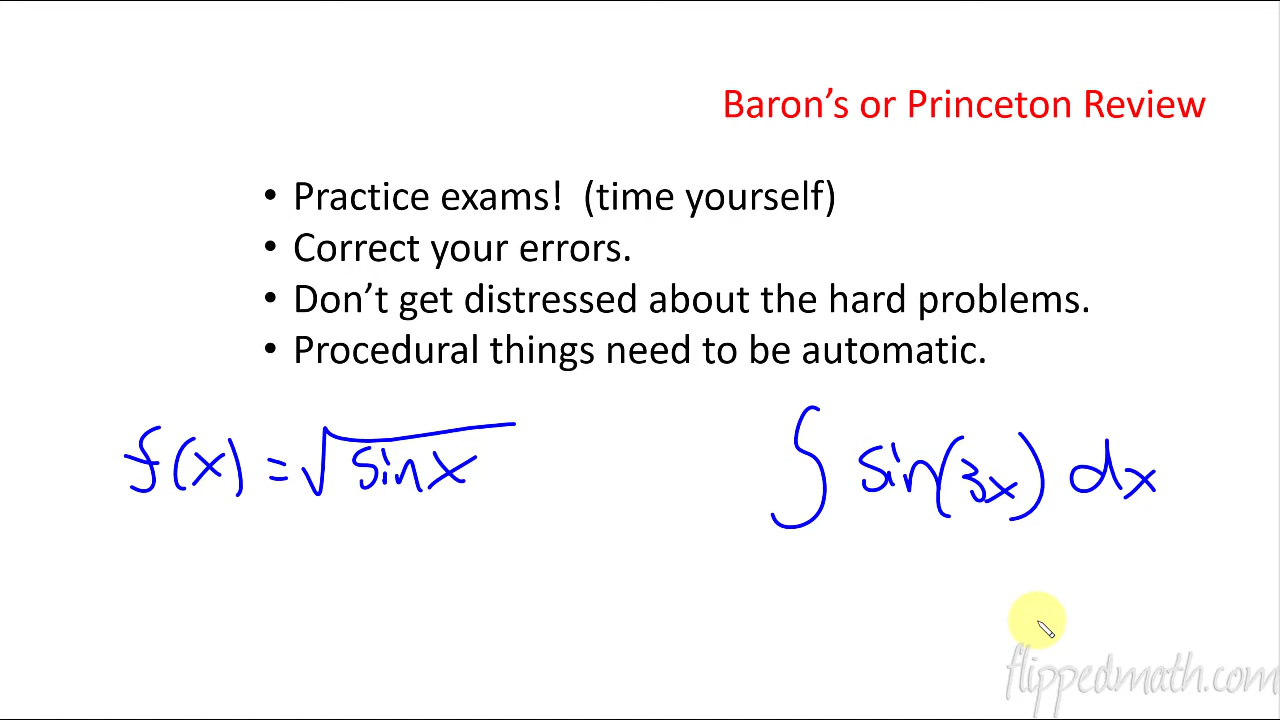 Baron’s or Princeton Review
• Practice exams! (time yourself)
• Correct your errors.
• Don’t get distressed about the hard problems.
• Procedural things need to be automatic.
f(x) = √sinx
∫ sin(3x) dx
flippedmath.com